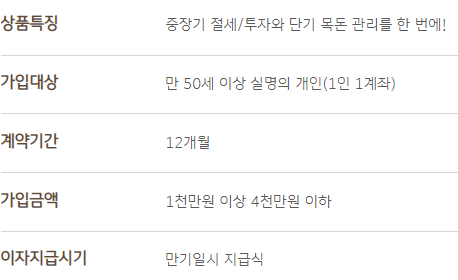 상품특징 중장기 절세/투자와 단기 목돈 관리를 한 번에!
가입대상 만 50세 이상 실명의 개인(1인 1계좌)
계약기간 12개월
가입금액 1천만원 이상 4천만원 이하
이자지급시기 만기일시 지급식